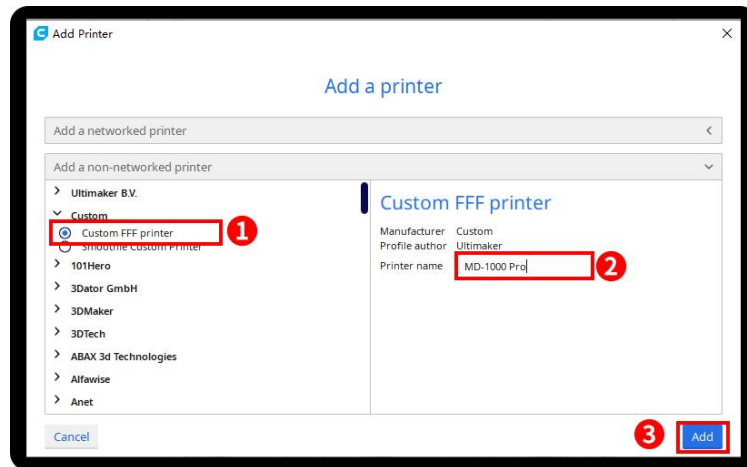 Add Printer
Add a printer
Add a networked printer
Add a non-networked printer
Ultimaker B.V.
Custom
Custom FFF printer
1
Smoothie Custom Printer
101Hero
3Dator GmbH
3DMaker
3DTech
ABAX 3d Technologies
Alfawise
Anet
Custom FFF printer
Manufacturer Custom
Profile author Ultimaker
Printer name MD-1000 Pro
2
Cancel
3
Add